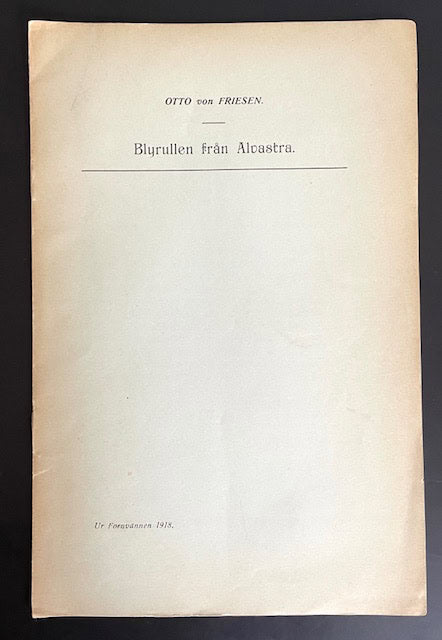 OTTO von FRIESEN.
Blyrullen från Alvastra.
Ur Fornvännen 1918.